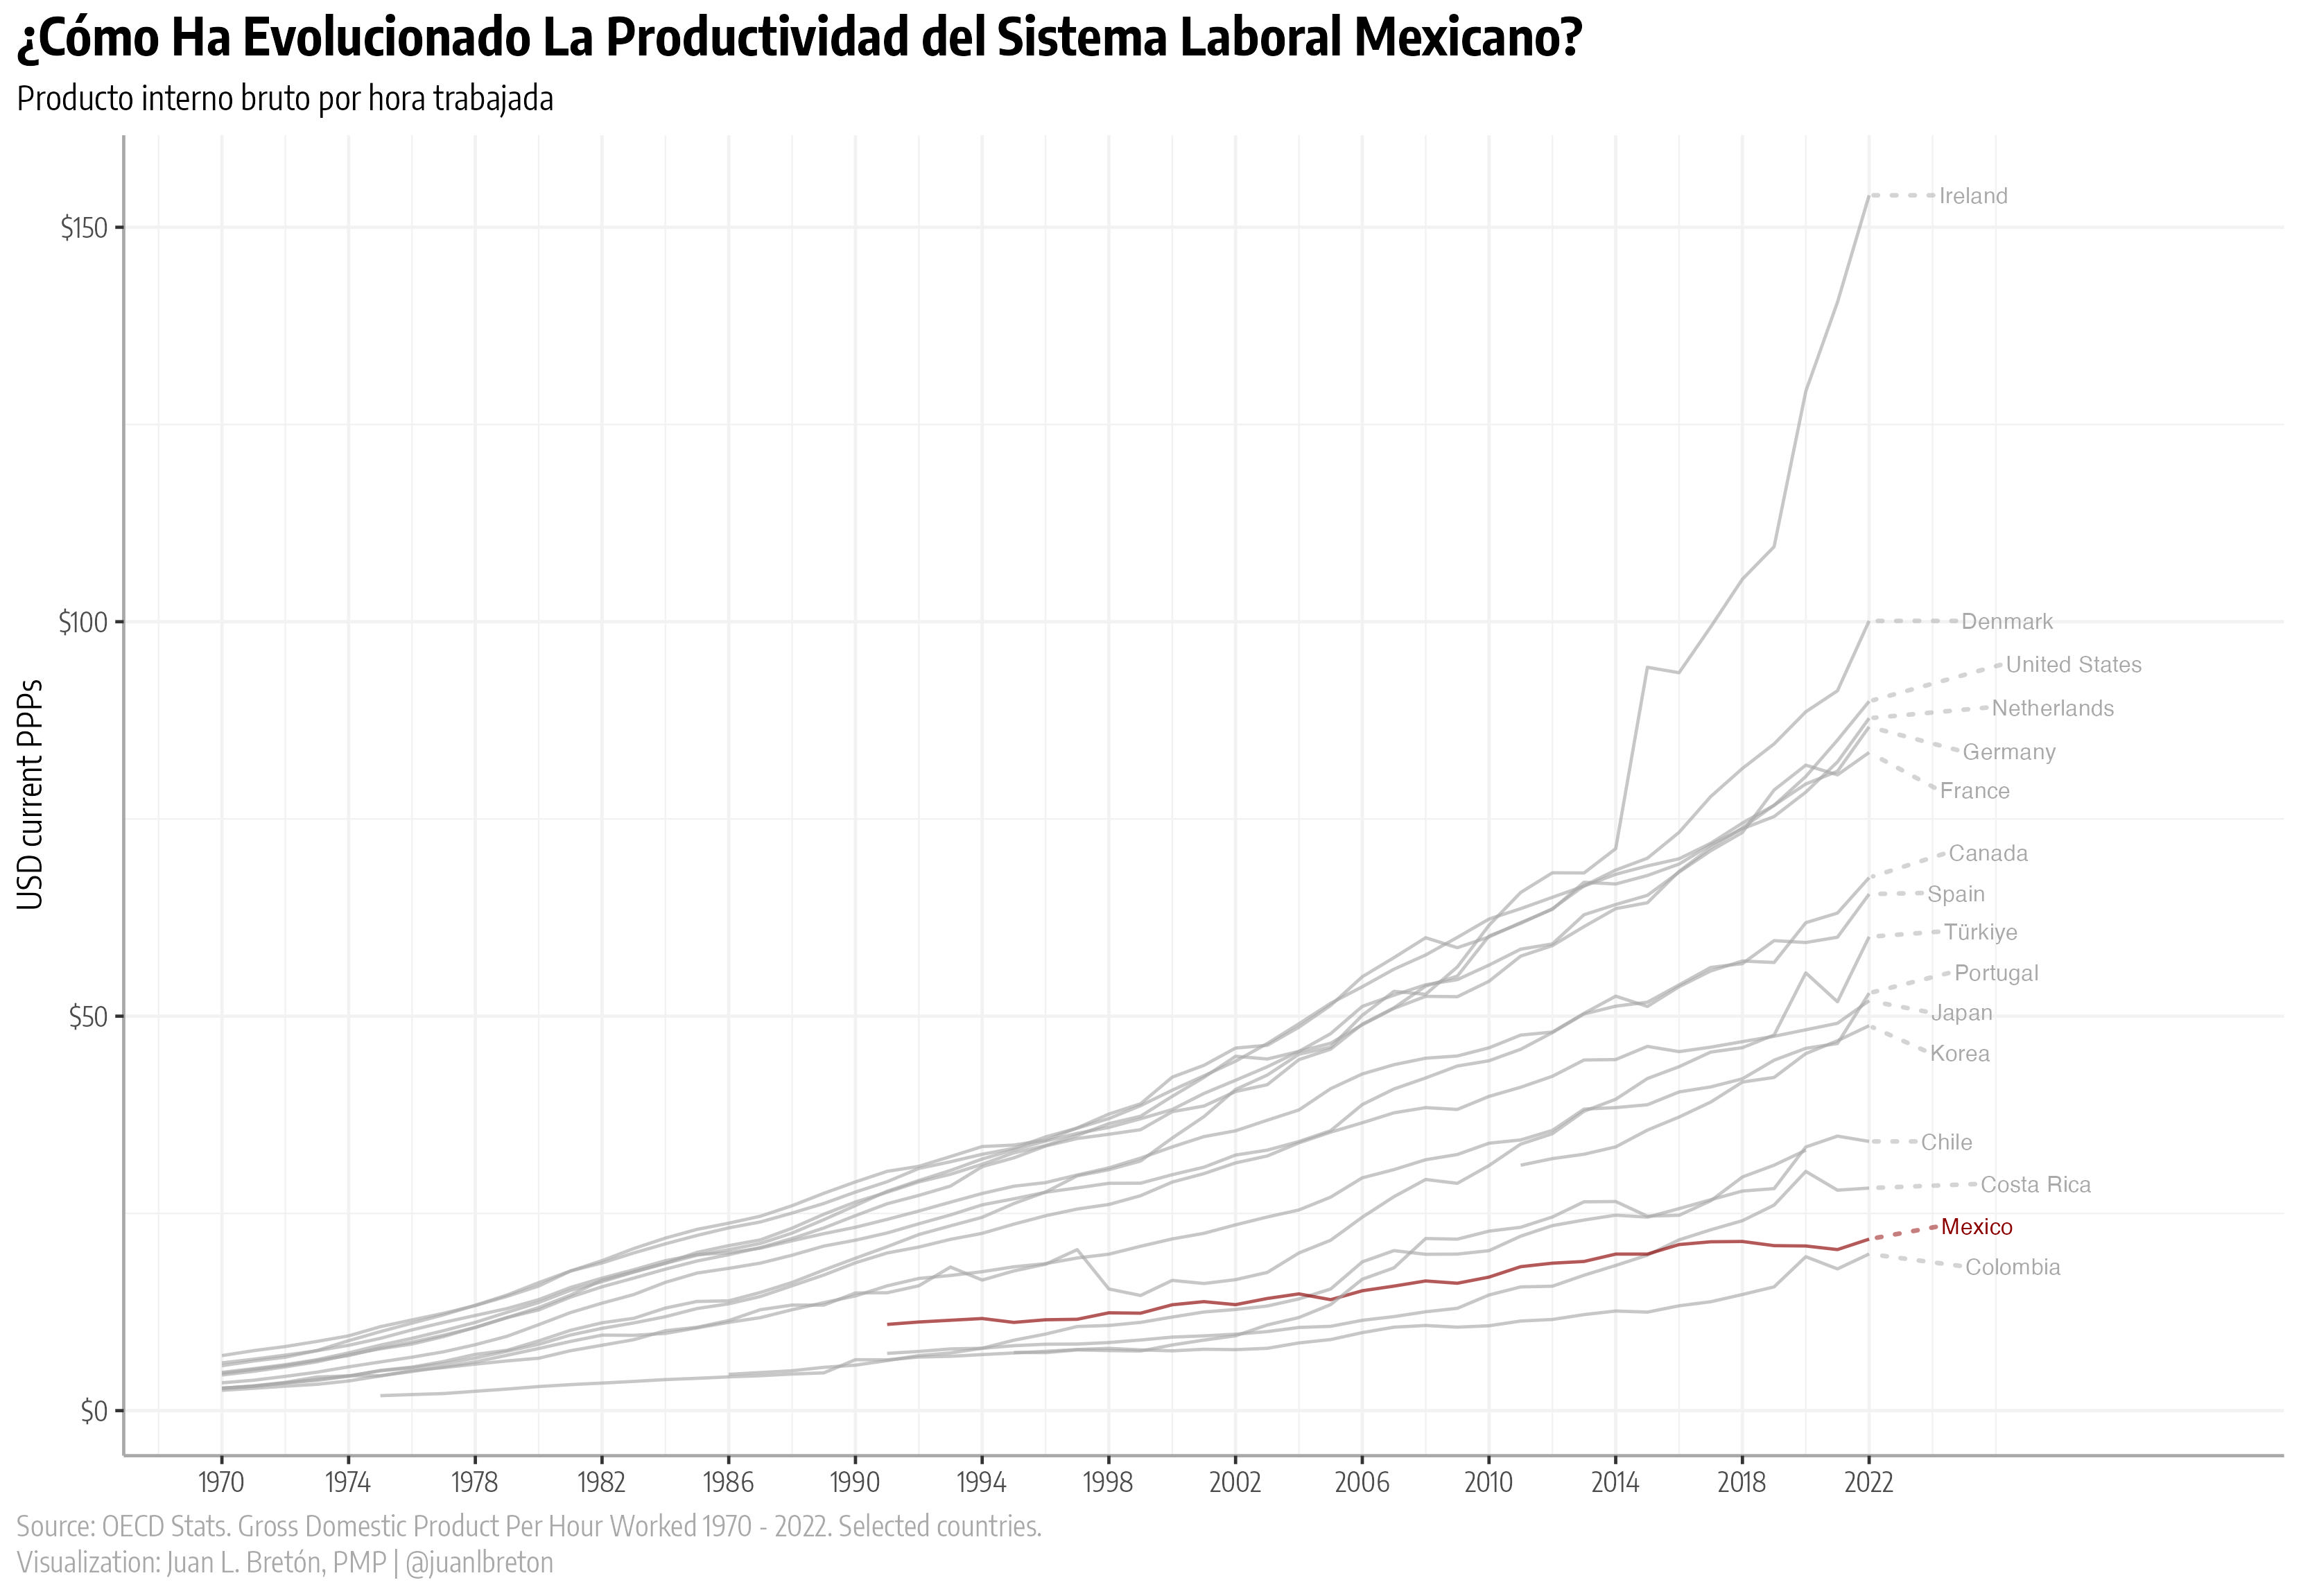 ¿Cómo Ha Evolucionado La Productividad del Sistema Laboral Mexicano?
Producto interno bruto por hora trabajada
USD current PPPs
$150
$100
$50
$0
Ireland
Denmark
United States
Netherlands
Germany
France
Canada
Spain
Türkiye
Portugal
Japan
Korea
Chile
Costa Rica
Mexico
Colombia
1970 1974 1978 1982 1986 1990 1994 1998 2002 2006 2010 2014 2018 2022
Source: OECD Stats. Gross Domestic Product Per Hour Worked 1970 - 2022. Selected countries.
Visualization: Juan L. Bretón, PMP | @juanlbreton